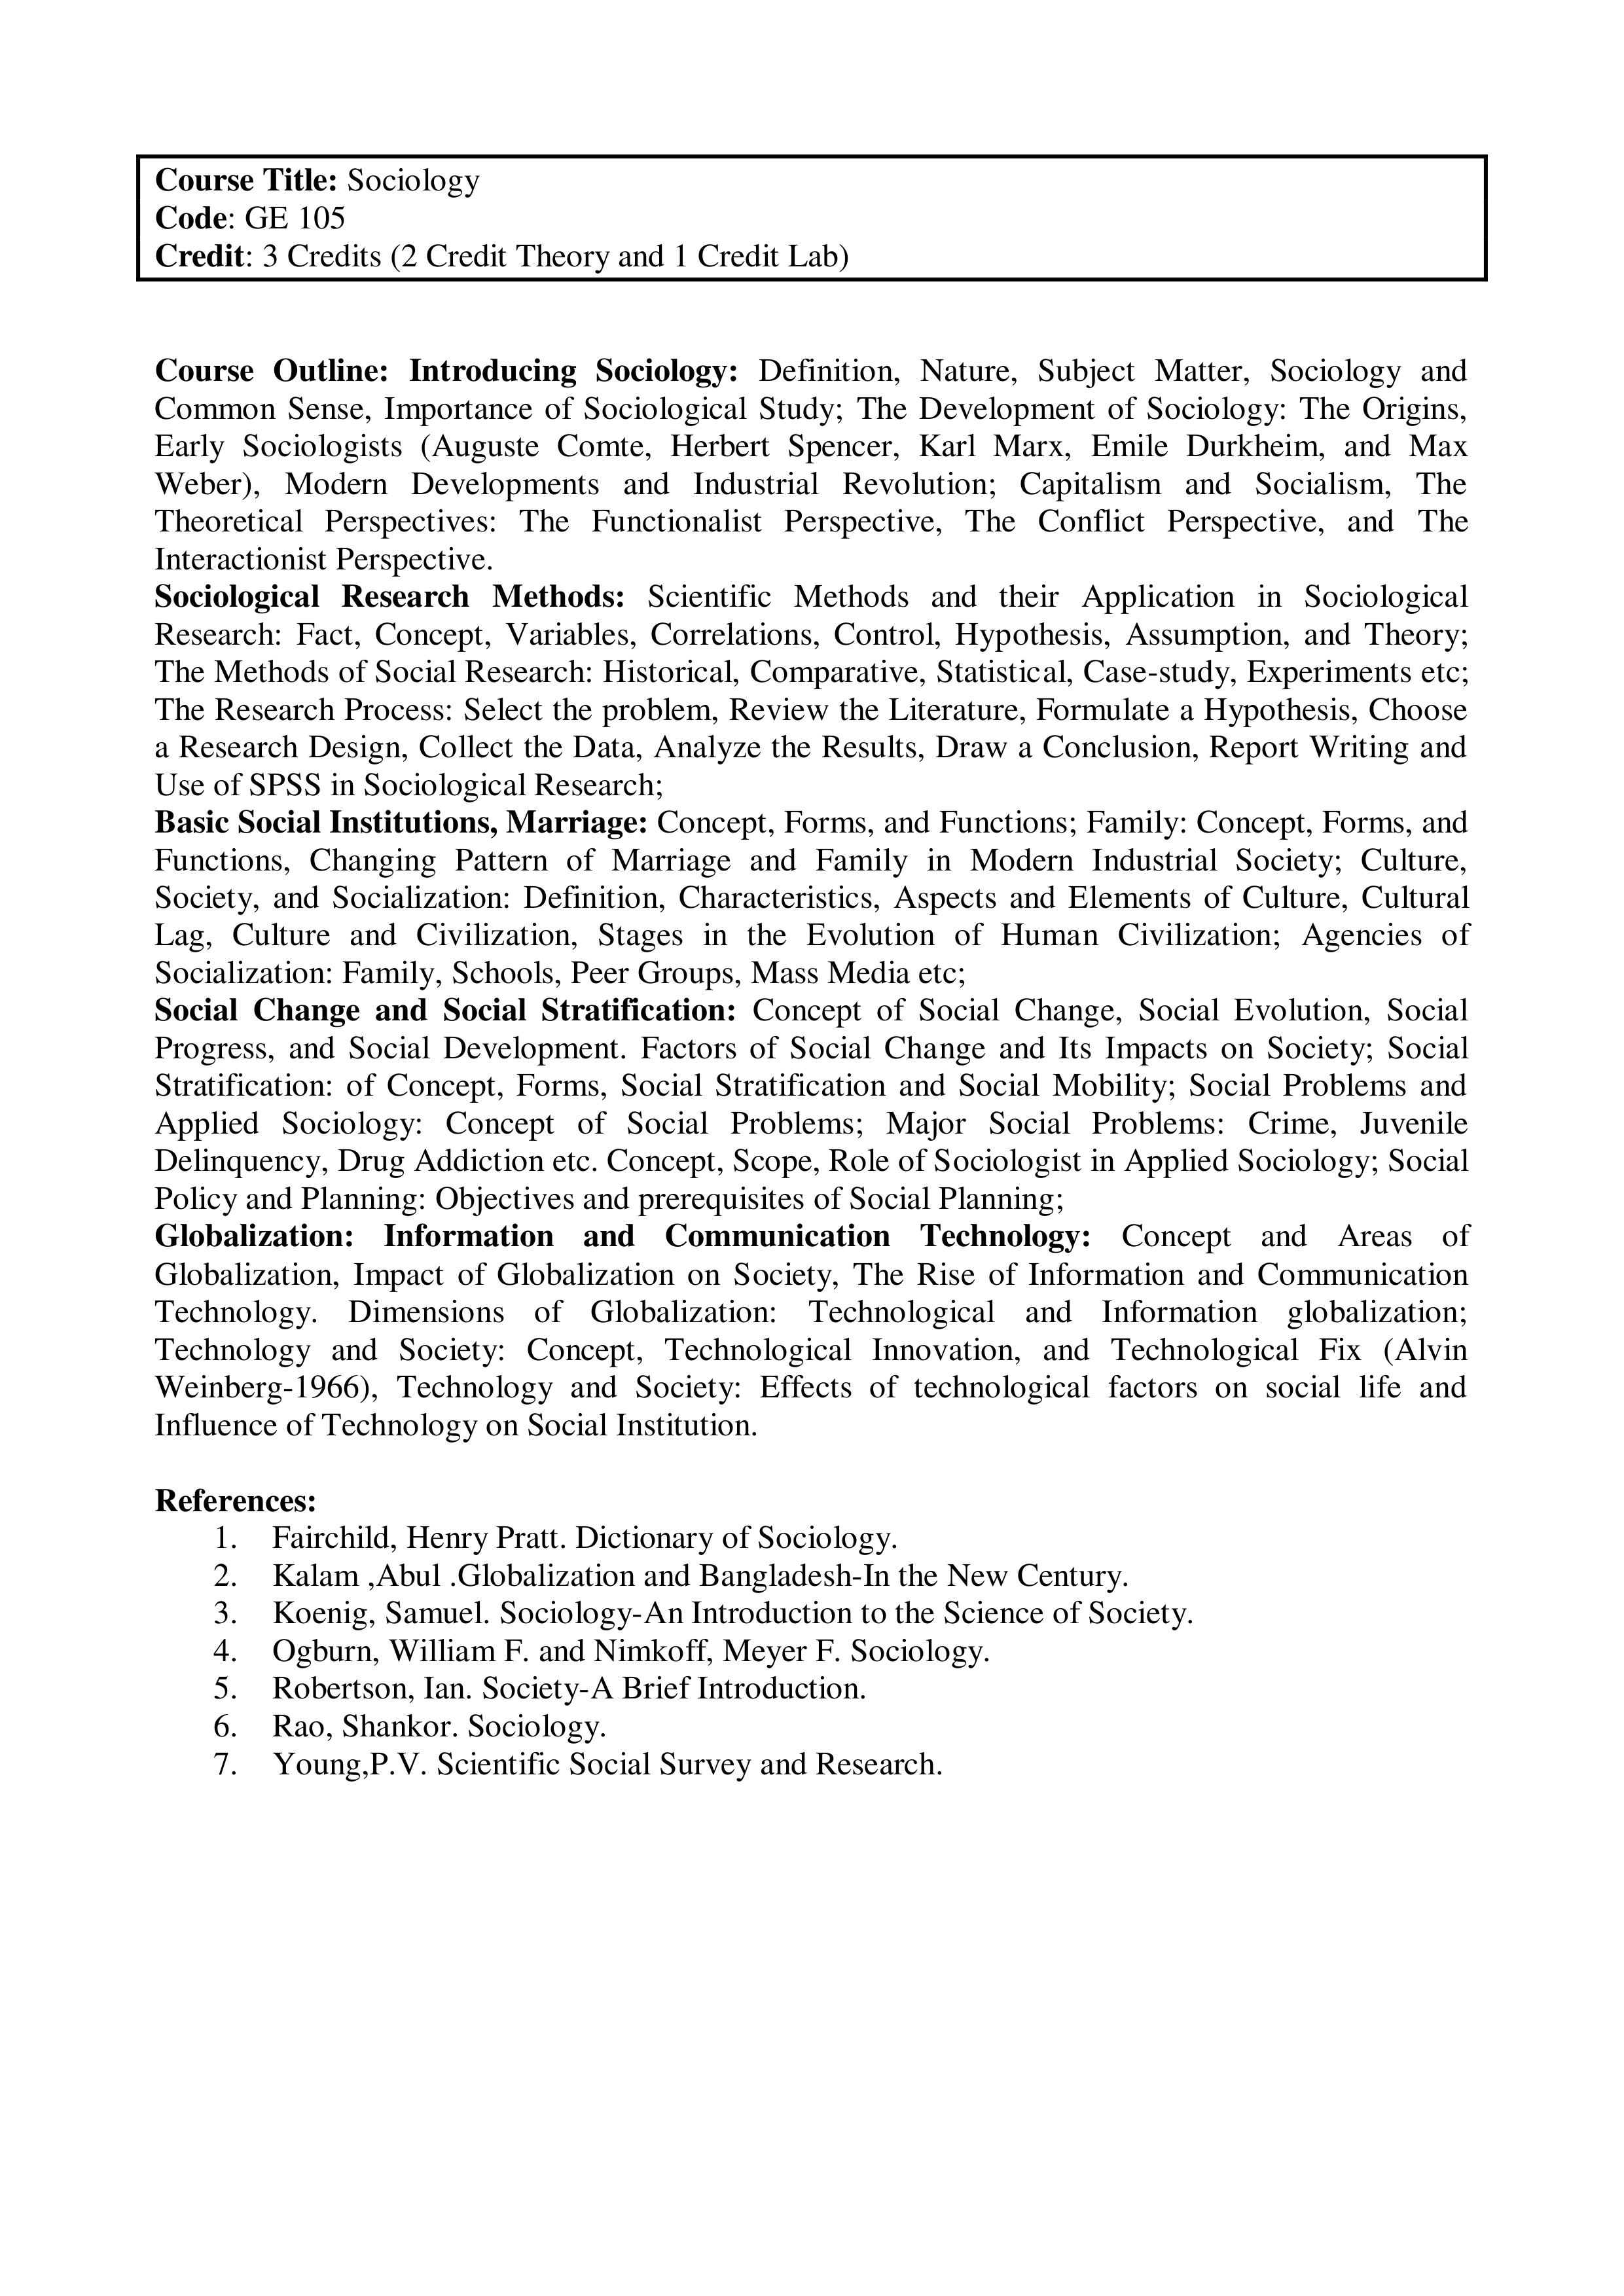 Course Title: Sociology
Code: GE 105
Credit: 3 Credits (2 Credit Theory and 1 Credit Lab)
Course Outline: Introducing Sociology: Definition, Nature, Subject Matter, Sociology and
Common Sense, Importance of Sociological Study; The Development of Sociology: The Origins,
Early Sociologists (Auguste Comte, Herbert Spencer, Karl Marx, Emile Durkheim, and Max
Weber), Modern Developments and Industrial Revolution; Capitalism and Socialism, The
Theoretical Perspectives: The Functionalist Perspective, The Conflict Perspective, and The
Interactionist Perspective.
Sociological Research Methods: Scientific Methods and their Application in Sociological
Research: Fact, Concept, Variables, Correlations, Control, Hypothesis, Assumption, and Theory;
The Methods of Social Research: Historical, Comparative, Statistical, Case-study, Experiments etc;
The Research Process: Select the problem, Review the Literature, Formulate a Hypothesis, Choose
a Research Design, Collect the Data, Analyze the Results, Draw a Conclusion, Report Writing and
Use of SPSS in Sociological Research;
Basic Social Institutions, Marriage: Concept, Forms, and Functions; Family: Concept, Forms, and
Functions, Changing Pattern of Marriage and Family in Modern Industrial Society; Culture,
Society, and Socialization: Definition, Characteristics, Aspects and Elements of Culture, Cultural
Lag, Culture and Civilization, Stages in the Evolution of Human Civilization; Agencies of
Socialization: Family, Schools, Peer Groups, Mass Media etc;
Social Change and Social Stratification: Concept of Social Change, Social Evolution, Social
Progress, and Social Development. Factors of Social Change and Its Impacts on Society; Social
Stratification: of Concept, Forms, Social Stratification and Social Mobility; Social Problems and
Applied Sociology: Concept of Social Problems; Major Social Problems: Crime, Juvenile
Delinquency, Drug Addiction etc. Concept, Scope, Role of Sociologist in Applied Sociology; Social
Policy and Planning: Objectives and prerequisites of Social Planning;
Globalization: Information and Communication Technology: Concept and Areas of
Globalization, Impact of Globalization on Society, The Rise of Information and Communication
Technology. Dimensions of Globalization: Technological and Information globalization;
Technology and Society: Concept, Technological Innovation, and Technological Fix (Alvin
Weinberg-1966), Technology and Society: Effects of technological factors on social life and
Influence of Technology on Social Institution.
References:
1. Fairchild, Henry Pratt. Dictionary of Sociology.
2. Kalam ,Abul .Globalization and Bangladesh-In the New Century.
3. Koenig, Samuel. Sociology-An Introduction to the Science of Society.
4. Ogburn, William F. and Nimkoff, Meyer F. Sociology.
5. Robertson, Ian. Society-A Brief Introduction.
6. Rao, Shankor. Sociology.
7. Young,P.V. Scientific Social Survey and Research.